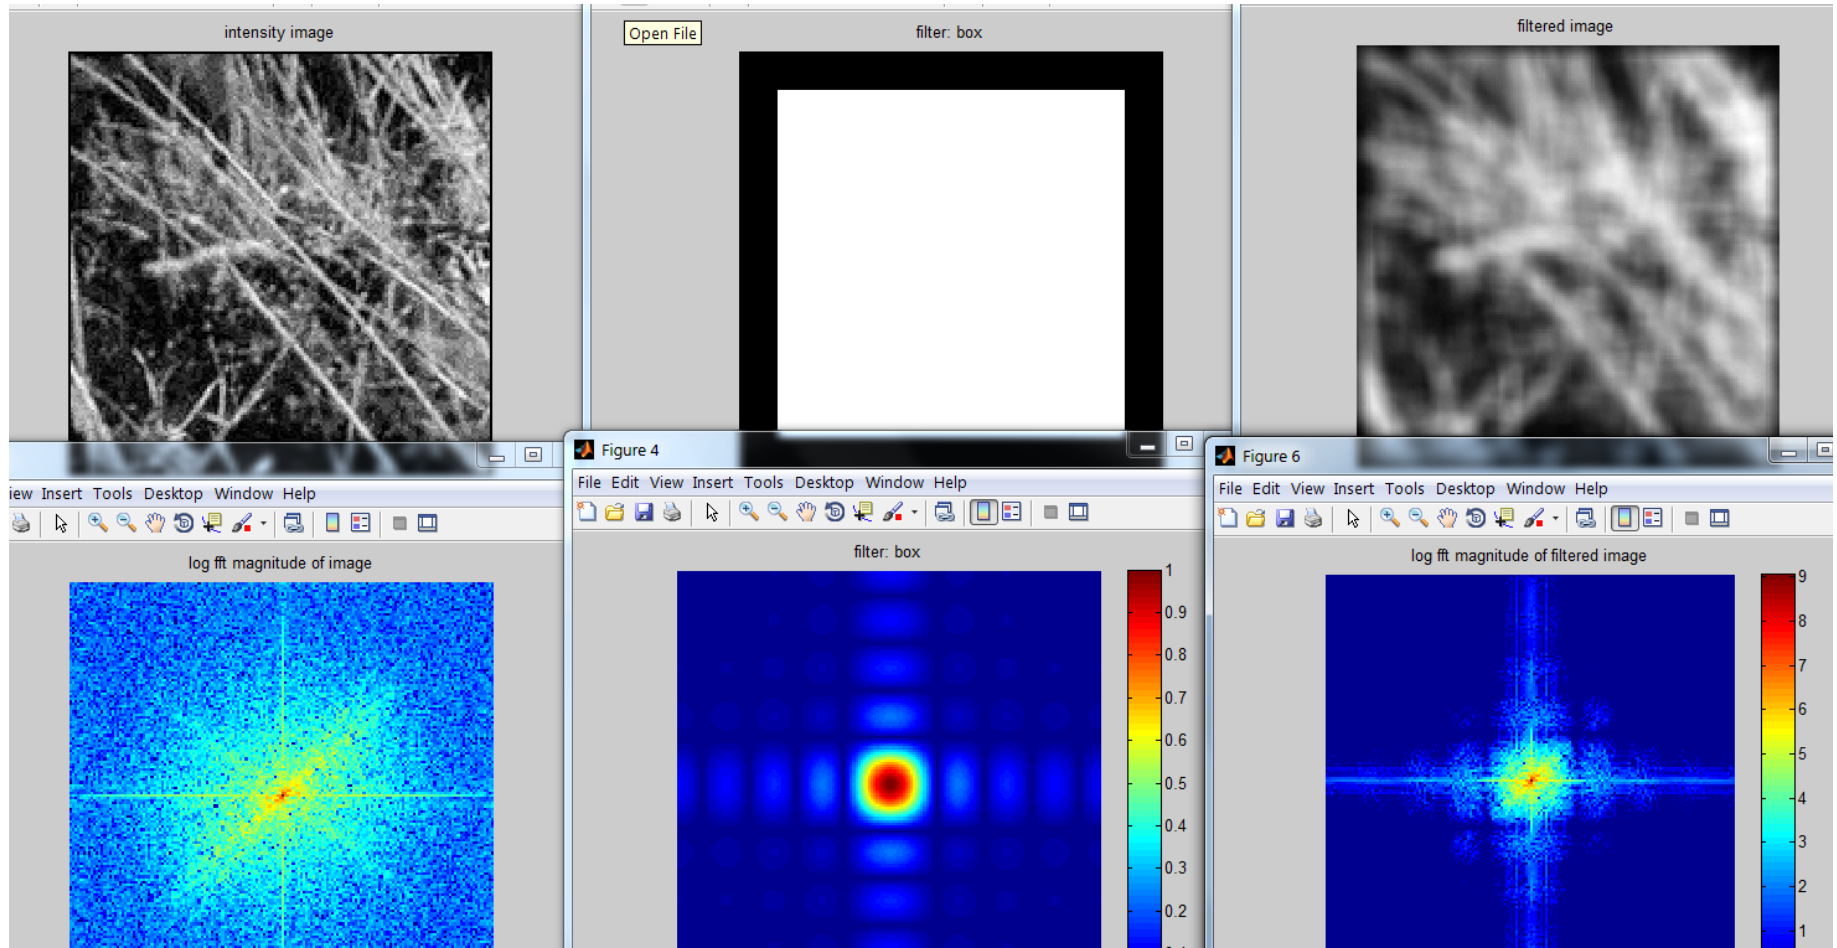 intensity image
Open File
filter: box
filtered image
Figure 4
Figure 6
iew Insert Tools Desktop Window Help
File Edit View Insert Tools Desktop Window Help
File Edit View Insert Tools Desktop Window Help
log fft magnitude of image
filter: box
1
0.9
0.8
0.7
0.6
0.5
0.4
0.3
0.2
log fft magnitude of filtered image
9
8
7
6
5
4
3
2
1